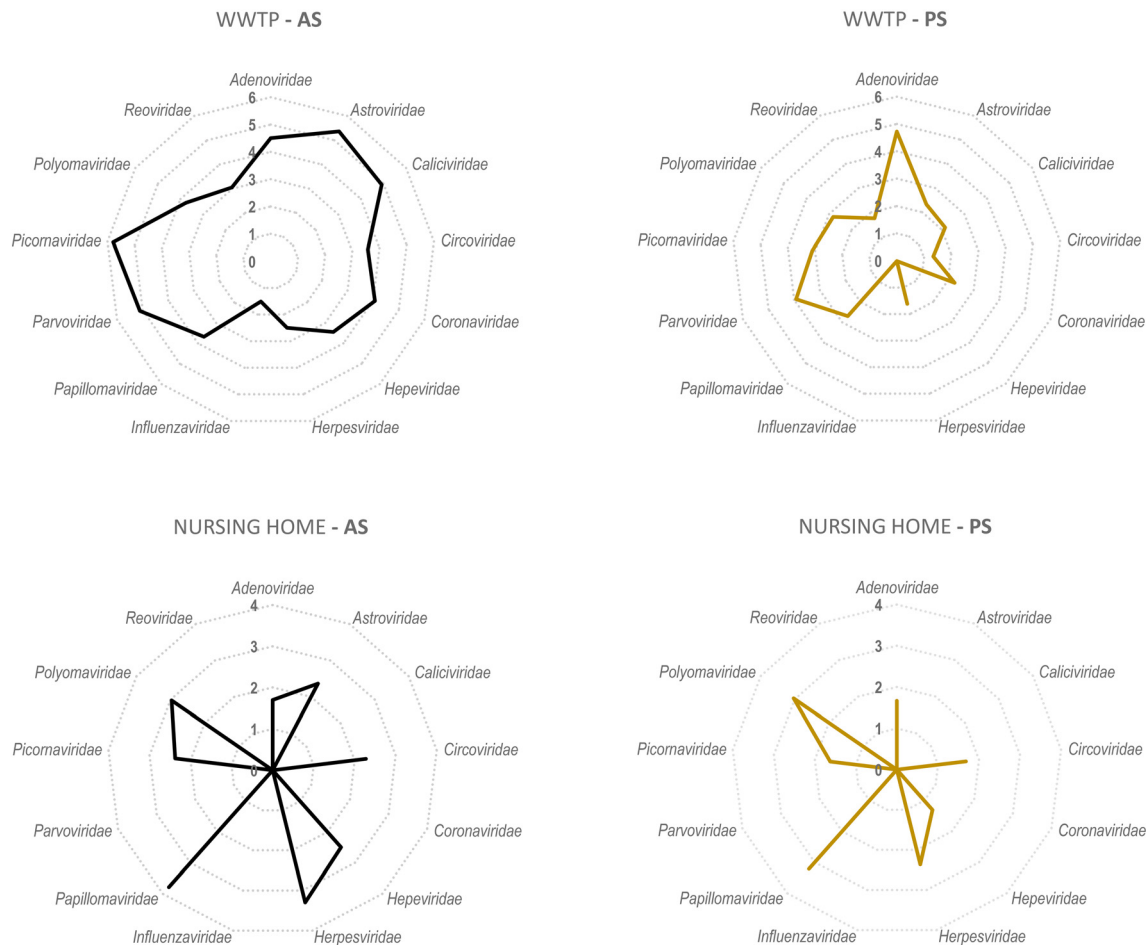 WWTP - AS
Adenoviridae
Astroviridae
Caliciviridae
Circoviridae
Coronaviridae
Hepeviridae
Herpesviridae
Influenzaviridae
Papillomaviridae
Parvoviridae
Picornaviridae
Polyomaviridae
Reoviridae
6
5
4
3
2
1
0
WWTP - PS
Adenoviridae
Astroviridae
Caliciviridae
Circoviridae
Coronaviridae
Hepeviridae
Herpesviridae
Influenzaviridae
Papillomaviridae
Parvoviridae
Picornaviridae
Polyomaviridae
Reoviridae
6
5
4
3
2
1
0
NURSING HOME - AS
Adenoviridae
Astroviridae
Caliciviridae
Circoviridae
Coronaviridae
Hepeviridae
Herpesviridae
Influenzaviridae
Papillomaviridae
Parvoviridae
Picornaviridae
Polyomaviridae
Reoviridae
4
3
2
1
0
NURSING HOME - PS
Adenoviridae
Astroviridae
Caliciviridae
Circoviridae
Coronaviridae
Hepeviridae
Herpesviridae
Influenzaviridae
Papillomaviridae
Parvoviridae
Picornaviridae
Polyomaviridae
Reoviridae
4
3
2
1
0